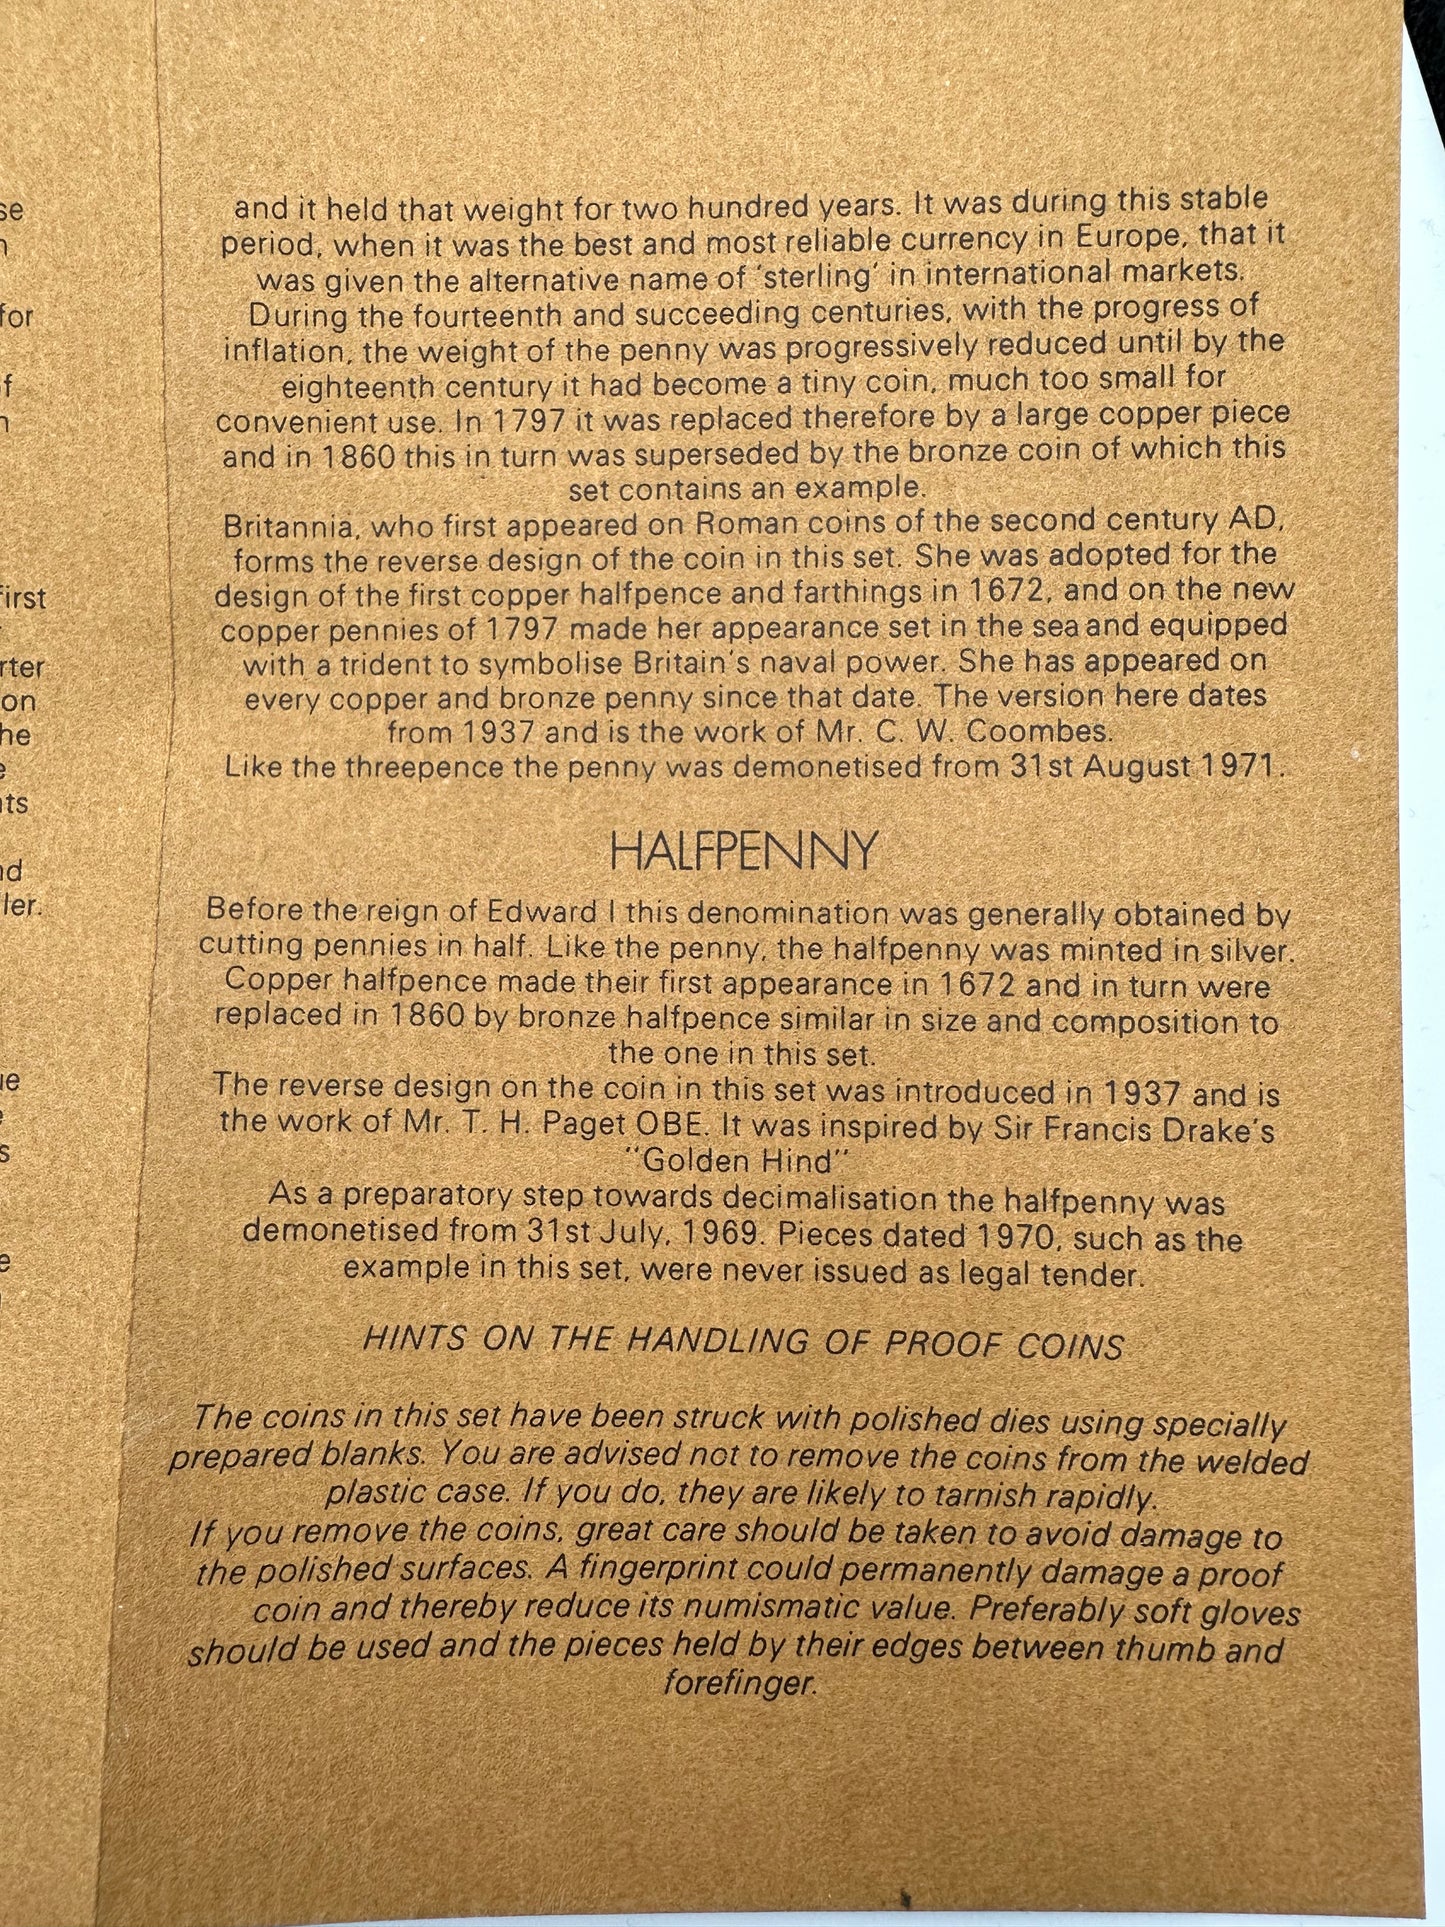 se
n
for
f
n
first
r
rter
on
he
e
nts
nd
ler.
ue
e
s
e
and it held that weight for two hundred years. It was during this stable
period, when it was the best and most reliable currency in Europe, that it
was given the alternative name of 'sterling' in international markets.
During the fourteenth and succeeding centuries, with the progress of
inflation, the weight of the penny was progressively reduced until by the
eighteenth century it had become a tiny coin, much too small for
convenient use. In 1797 it was replaced therefore by a large copper piece
and in 1860 this in turn was superseded by the bronze coin of which this
set contains an example.
Britannia, who first appeared on Roman coins of the second century AD,
forms the reverse design of the coin in this set. She was adopted for the
design of the first copper halfpence and farthings in 1672, and on the new
copper pennies of 1797 made her appearance set in the sea and equipped
with a trident to symbolise Britain's naval power. She has appeared on
every copper and bronze penny since that date. The version here dates
from 1937 and is the work of Mr. C. W. Coombes.
Like the threepence the penny was demonetised from 31st August 1971.
HALFPENNY
Before the reign of Edward I this denomination was generally obtained by
cutting pennies in half. Like the penny, the halfpenny was minted in silver.
Copper halfpence made their first appearance in 1672 and in turn were
replaced in 1860 by bronze halfpence similar in size and composition to
the one in this set.
The reverse design on the coin in this set was introduced in 1937 and is
the work of Mr. T. H. Paget OBE. It was inspired by Sir Francis Drake's
"Golden Hind"
As a preparatory step towards decimalisation the halfpenny was
demonetised from 31st July, 1969. Pieces dated 1970, such as the
example in this set, were never issued as legal tender.
HINTS ON THE HANDLING OF PROOF COINS
The coins in this set have been struck with polished dies using specially
prepared blanks. You are advised not to remove the coins from the welded
plastic case. If you do, they are likely to tarnish rapidly.
If you remove the coins, great care should be taken to avoid damage to
the polished surfaces. A fingerprint could permanently damage a proof
coin and thereby reduce its numismatic value. Preferably soft gloves
should be used and the pieces held by their edges between thumb and
forefinger.